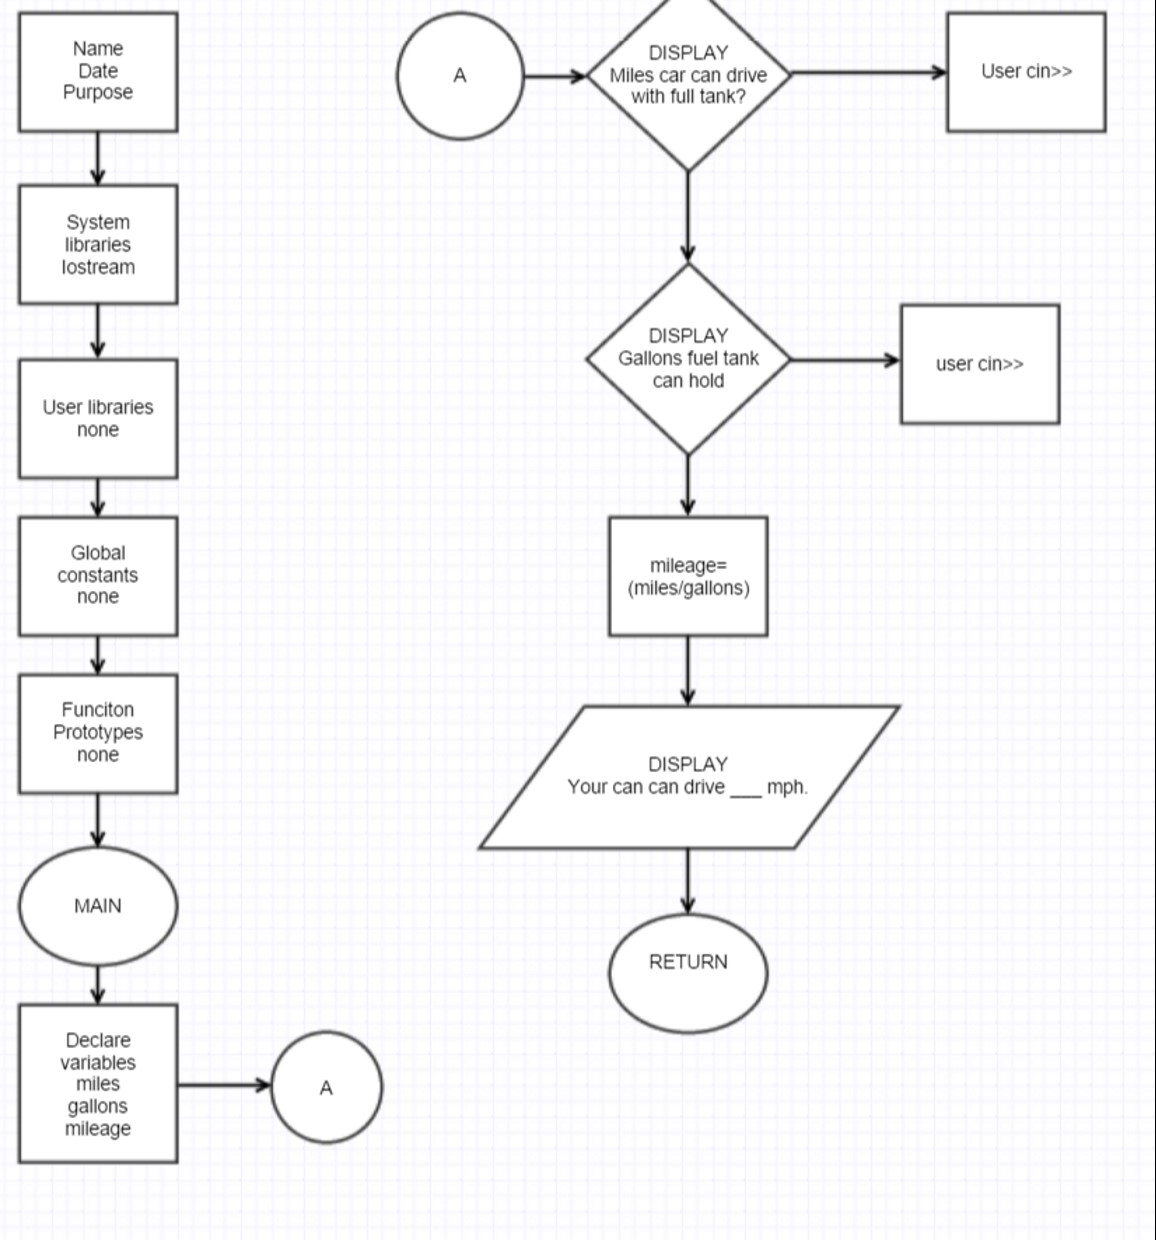 Name
Date
Purpose
System
libraries
Iostream
User libraries
none
Global
constants
none
Funciton
Prototypes
none
MAIN
Declare
variables
miles
gallons
mileage
A
A
DISPLAY
Miles car can drive
with full tank?
User cin>>
DISPLAY
Gallons fuel tank
can hold
user cin>>
mileage=
(miles/gallons)
DISPLAY
Your can can drive ___ mph.
RETURN